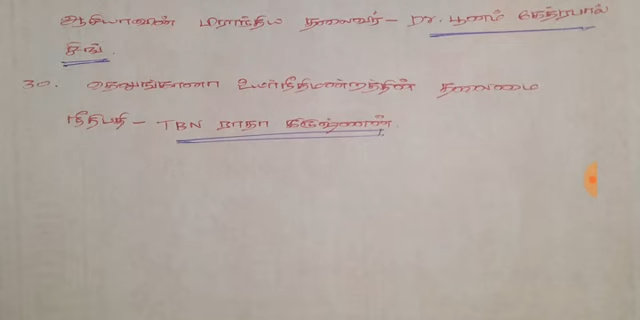 ஆசியாவின் பிராந்திய தலைவர் - Dr. பூனம் கெத்ரபால்
சிங்.
30. தெலுங்கானா உயர்நீதிமன்றத்தின் தலைமை
நீதிபதி - TBN ராதா கிருஷ்ணன்.